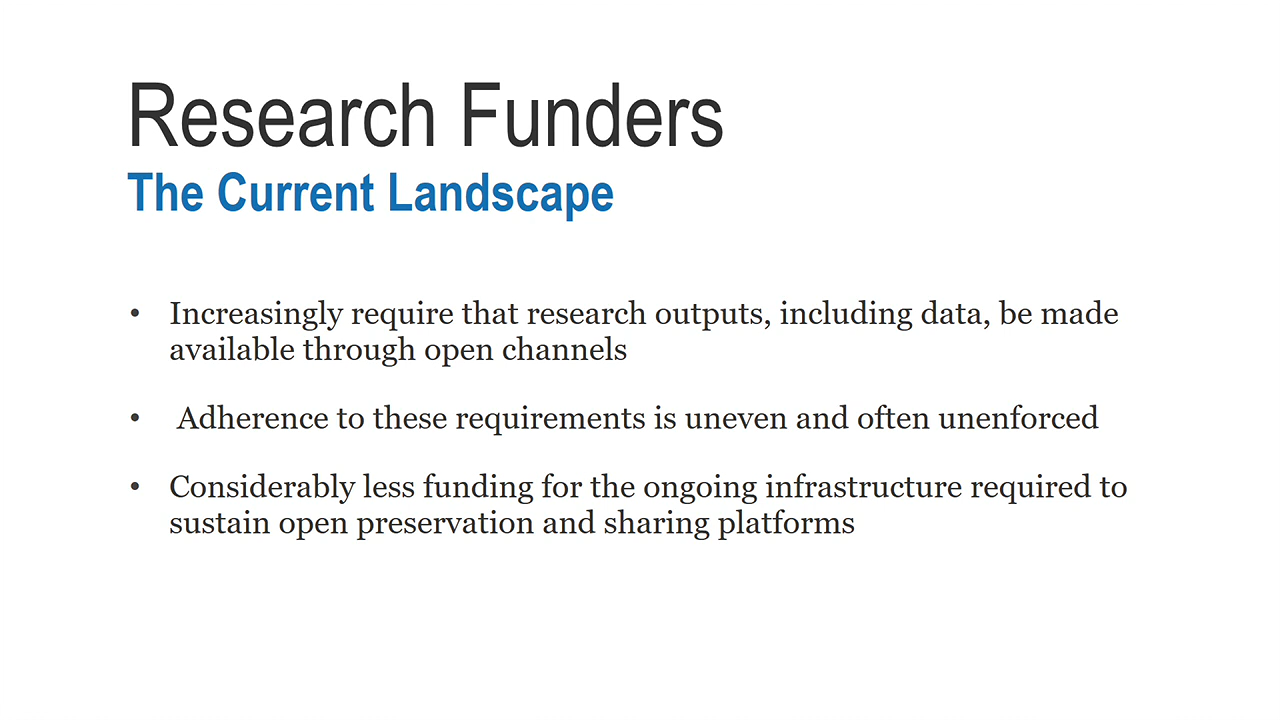 Research Funders
The Current Landscape
• Increasingly require that research outputs, including data, be made
available through open channels
• Adherence to these requirements is uneven and often unenforced
• Considerably less funding for the ongoing infrastructure required to
sustain open preservation and sharing platforms